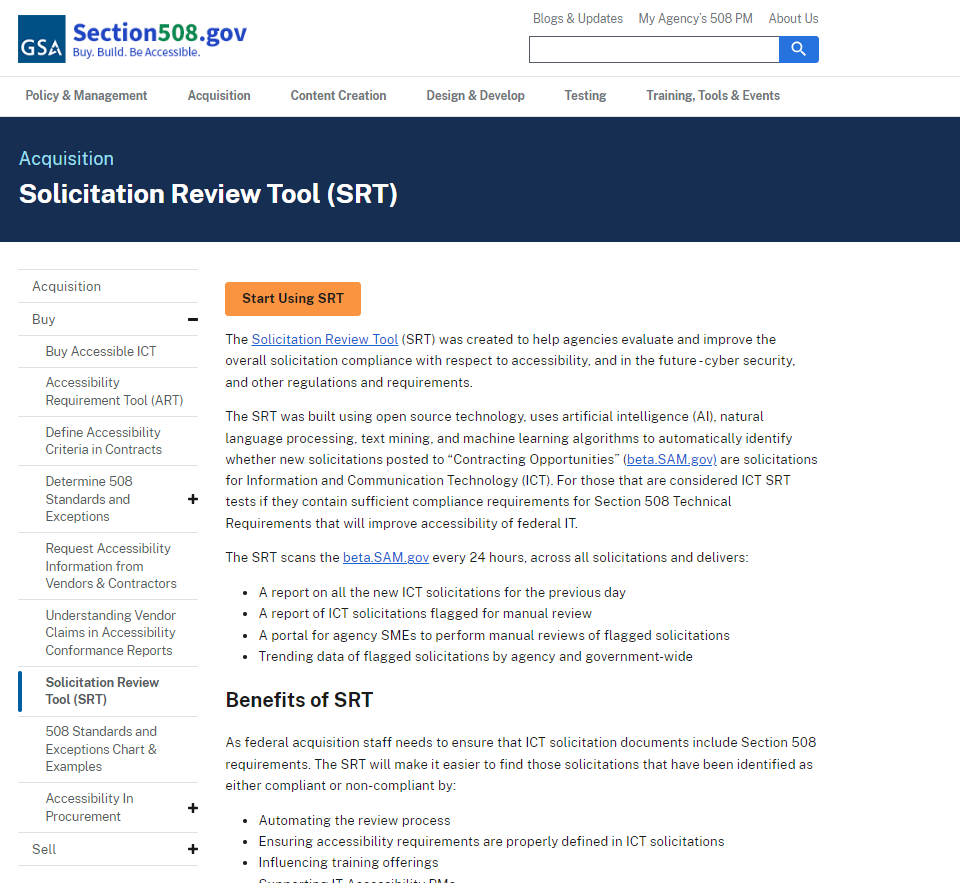 GSA
Section508.gov
Buy. Build. Be Accessible.
Blogs & Updates My Agency's 508 PM About Us
Policy & Management Acquisition Content Creation Design & Develop Testing Training, Tools & Events
Acquisition
Solicitation Review Tool (SRT)
Acquisition
Buy
Buy Accessible ICT
Accessibility
Requirement Tool (ART)
Define Accessibility
Criteria in Contracts
Determine 508
Standards and
Exceptions
Request Accessibility
Information from
Vendors & Contractors
Understanding Vendor
Claims in Accessibility
Conformance Reports
Solicitation Review
Tool (SRT)
508 Standards and
Exceptions Chart &
Examples
Accessibility In
Procurement
Sell
Start Using SRT
The Solicitation Review Tool (SRT) was created to help agencies evaluate and improve the
overall solicitation compliance with respect to accessibility, and in the future - cyber security,
and other regulations and requirements.
The SRT was built using open source technology, uses artificial intelligence (AI), natural
language processing, text mining, and machine learning algorithms to automatically identify
whether new solicitations posted to “Contracting Opportunities” (beta.SAM.gov) are solicitations
for Information and Communication Technology (ICT). For those that are considered ICT SRT
tests if they contain sufficient compliance requirements for Section 508 Technical
Requirements that will improve accessibility of federal IT.
The SRT scans the beta.SAM.gov every 24 hours, across all solicitations and delivers:
• A report on all the new ICT solicitations for the previous day
• A report of ICT solicitations flagged for manual review
• A portal for agency SMEs to perform manual reviews of flagged solicitations
• Trending data of flagged solicitations by agency and government-wide
Benefits of SRT
As federal acquisition staff needs to ensure that ICT solicitation documents include Section 508
requirements. The SRT will make it easier to find those solicitations that have been identified as
either compliant or non-compliant by:
• Automating the review process
• Ensuring accessibility requirements are properly defined in ICT solicitations
• Influencing training offerings
Supporting IT Accessibility PMs